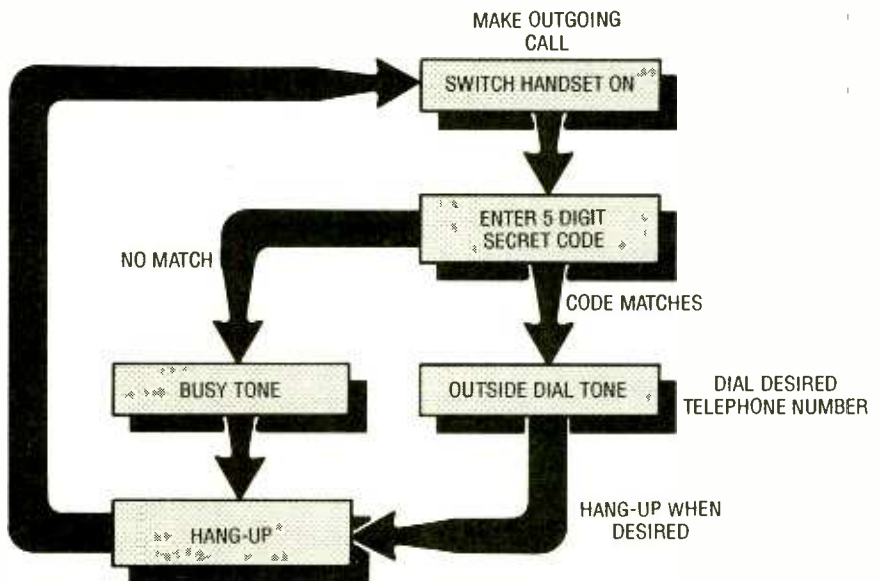 MAKE OUTGOING
CALL
SWITCH HANDSET ON
ENTER 5 DIGIT
SECRET CODE
NO MATCH
CODE MATCHES
BUSY TONE
OUTSIDE DIAL TONE
DIAL DESIRED
TELEPHONE NUMBER
HANG-UP
HANG-UP WHEN
DESIRED